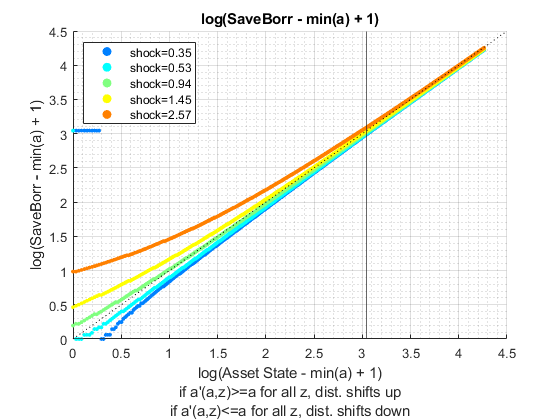 log(SaveBorr - min(a) + 1)
4.5
4
3.5
3
2.5
2
1.5
1
0.5
0
log(SaveBorr - min(a) + 1)
shock=0.35
shock=0.53
shock=0.94
shock=1.45
shock=2.57
0 0.5 1 1.5 2 2.5 3 3.5 4 4.5
log(Asset State - min(a) + 1)
if a'(a,z)>=a for all z, dist. shifts up
if a'(a,z)<=a for all z, dist. shifts down